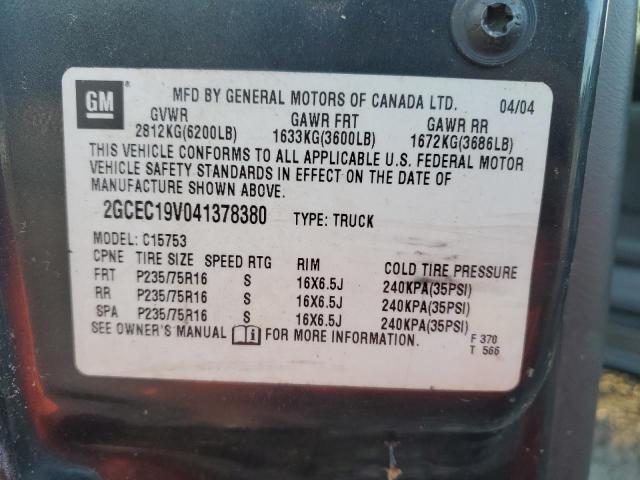 GM MFD BY GENERAL MOTORS OF CANADA LTD. 04/04
GVWR GAWR FRT GAWR RR
2812KG(6200LB) 1633KG(3600LB) 1672KG(3686LB)
THIS VEHICLE CONFORMS TO ALL APPLICABLE U.S. FEDERAL MOTOR
VEHICLE SAFETY STANDARDS IN EFFECT ON THE DATE OF
MANUFACTURE SHOWN ABOVE.
2GCEC19V041378380 TYPE: TRUCK
MODEL: C15753
CPNE TIRE SIZE SPEED RTG RIM COLD TIRE PRESSURE
FRT P235/75R16 S 16X6.5J 240KPA(35PSI)
RR P235/75R16 S 16X6.5J 240KPA(35PSI)
SPA P235/75R16 S 16X6.5J 240KPA(35PSI)
SEE OWNER'S MANUAL i FOR MORE INFORMATION. F 370
T 566